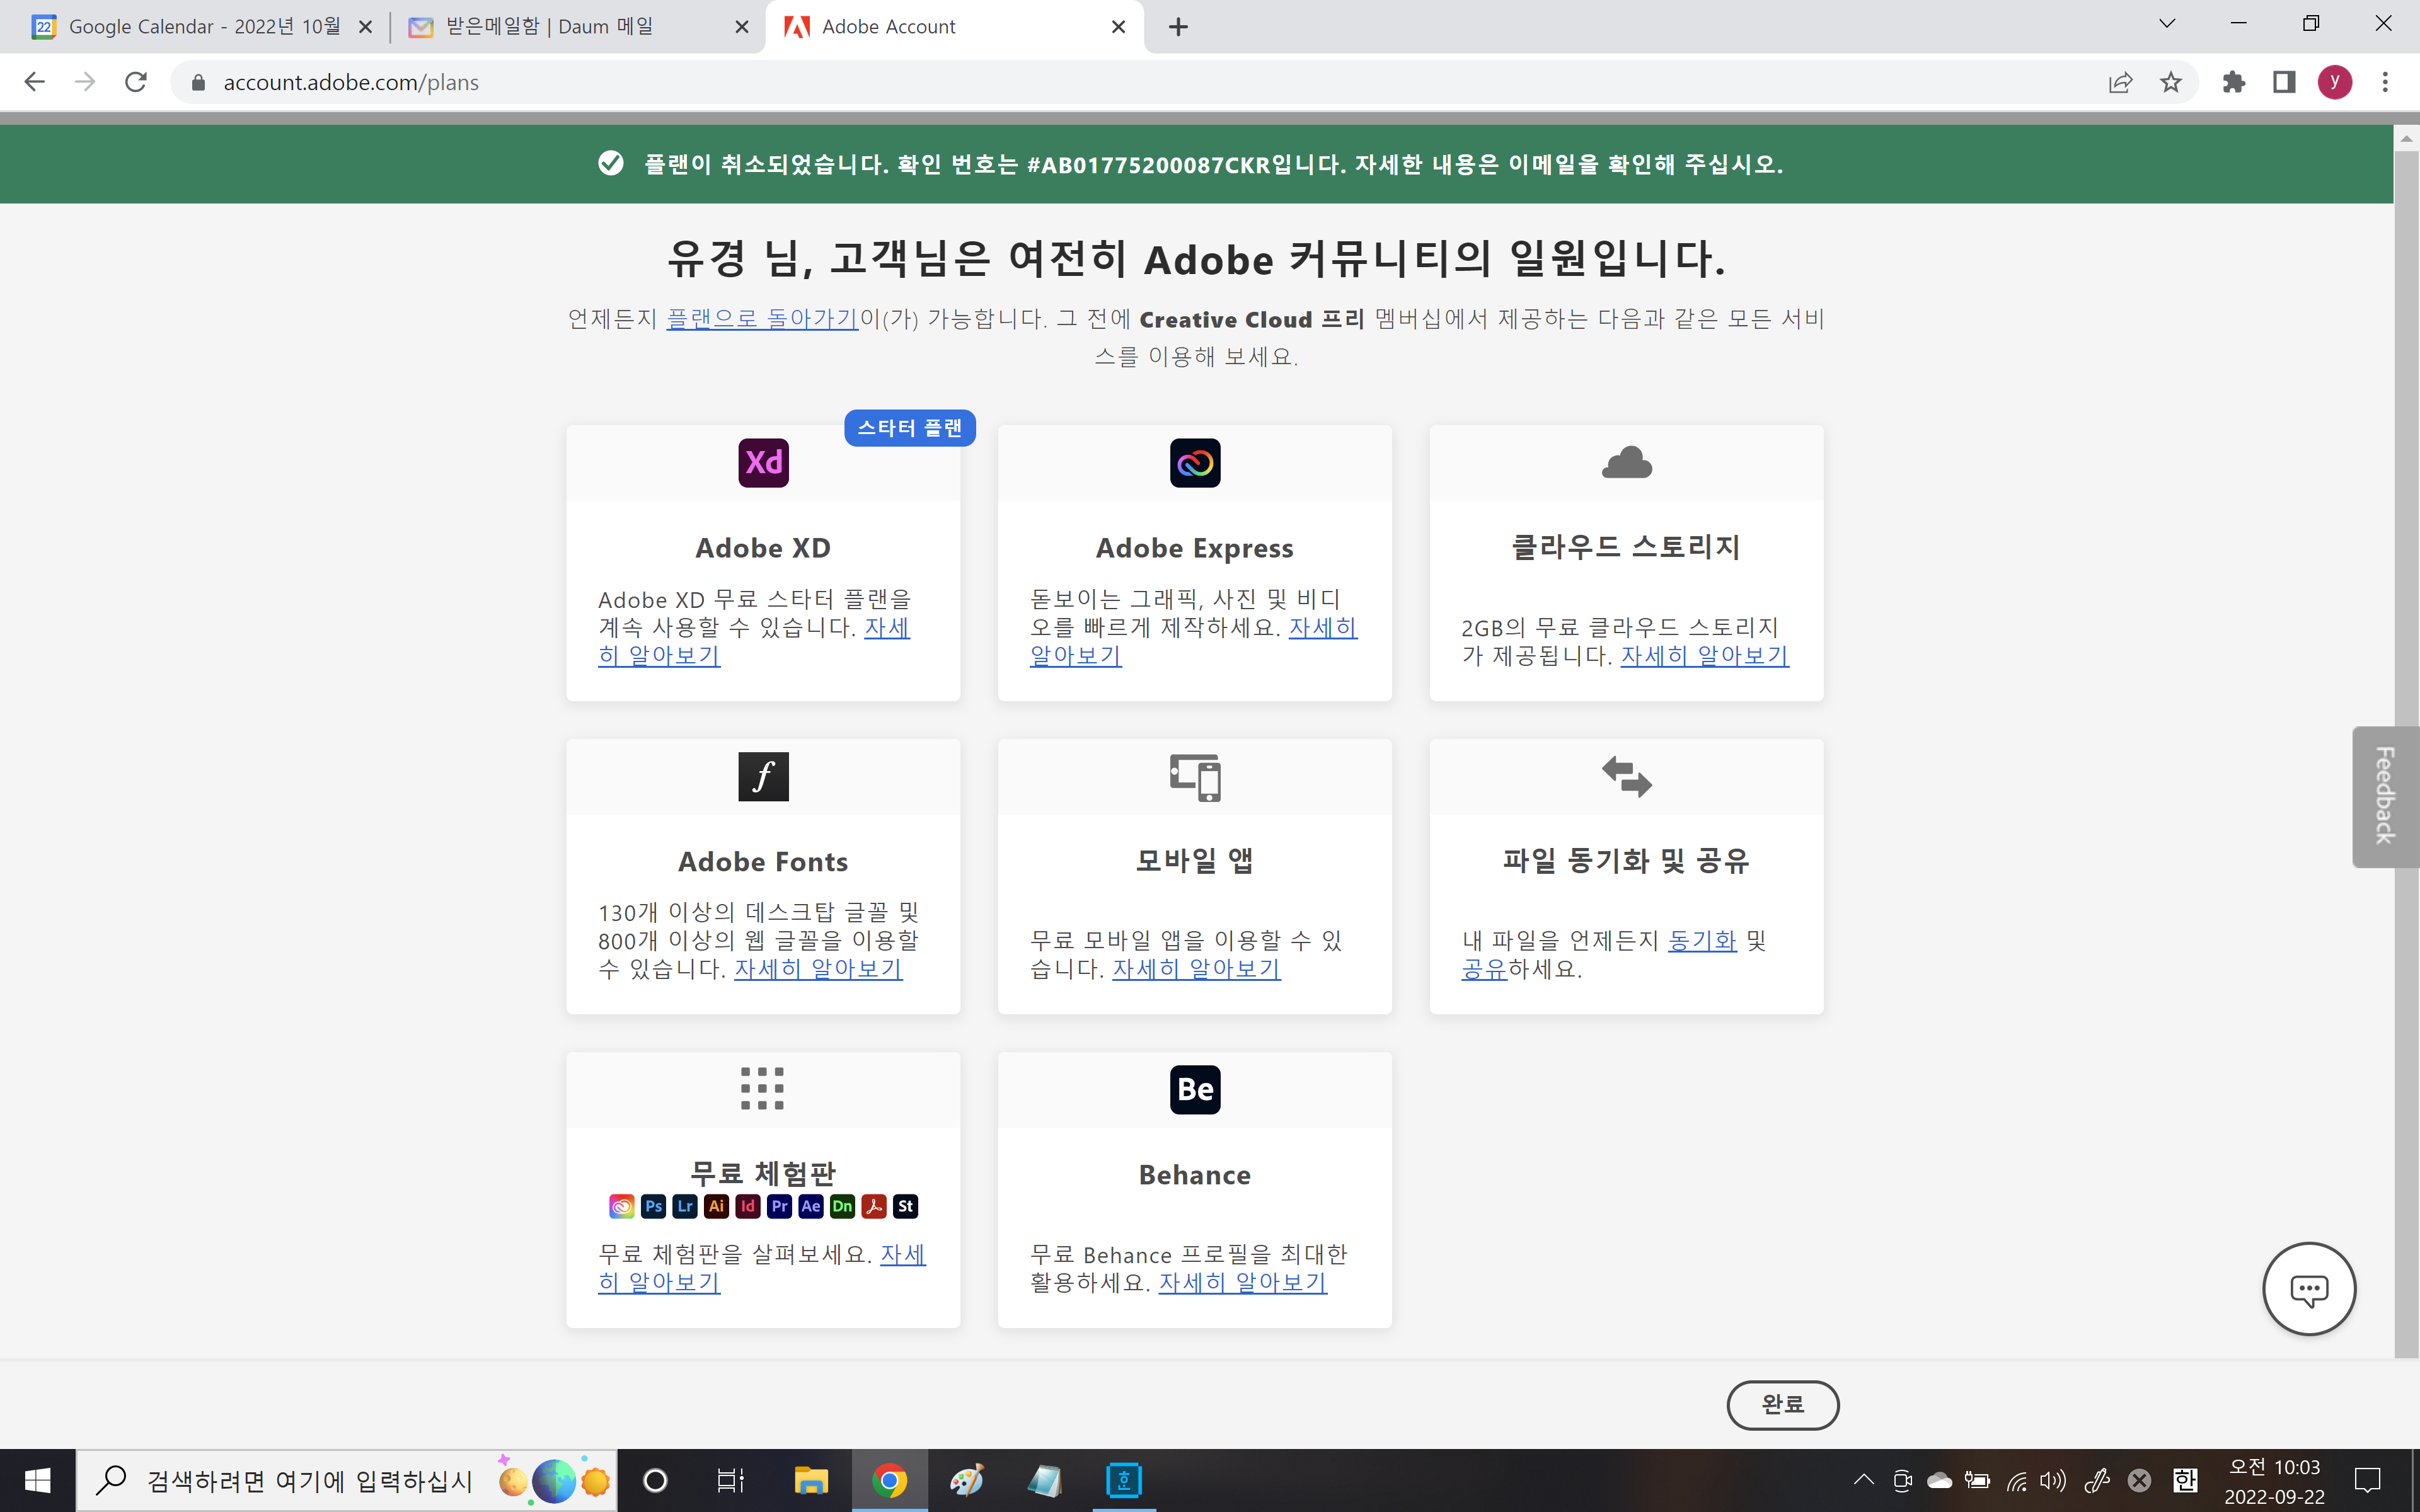 22 Google Calendar - 2022년 10월
받은메일함 | Daum 메일
Adobe Account
account.adobe.com/plans
y
플랜이 취소되었습니다. 확인 번호는 #AB01775200087CKR입니다. 자세한 내용은 이메일을 확인해 주십시오.
유경 님, 고객님은 여전히 Adobe 커뮤니티의 일원입니다.
언제든지 플랜으로 돌아가기이(가) 가능합니다. 그 전에 Creative Cloud 프리 멤버십에서 제공하는 다음과 같은 모든 서비
스를 이용해 보세요.
스타터 플랜
Xd
Adobe XD
Adobe XD 무료 스타터 플랜을
계속 사용할 수 있습니다. 자세
히 알아보기
Adobe Express
돋보이는 그래픽, 사진 및 비디
오를 빠르게 제작하세요. 자세히
알아보기
클라우드 스토리지
2GB의 무료 클라우드 스토리지
가 제공됩니다. 자세히 알아보기
f
Adobe Fonts
130개 이상의 데스크탑 글꼴 및
800개 이상의 웹 글꼴을 이용할
수 있습니다. 자세히 알아보기
모바일 앱
무료 모바일 앱을 이용할 수 있
습니다. 자세히 알아보기
파일 동기화 및 공유
내 파일을 언제든지 동기화 및
공유하세요.
Feedback
무료 체험판
Ps Lr Ai Id Pr Ae Dn St
무료 체험판을 살펴보세요. 자세
히 알아보기
Be
Behance
무료 Behance 프로필을 최대한
활용하세요. 자세히 알아보기
완료
검색하려면 여기에 입력하십시
호
한
오전 10:03
2022-09-22